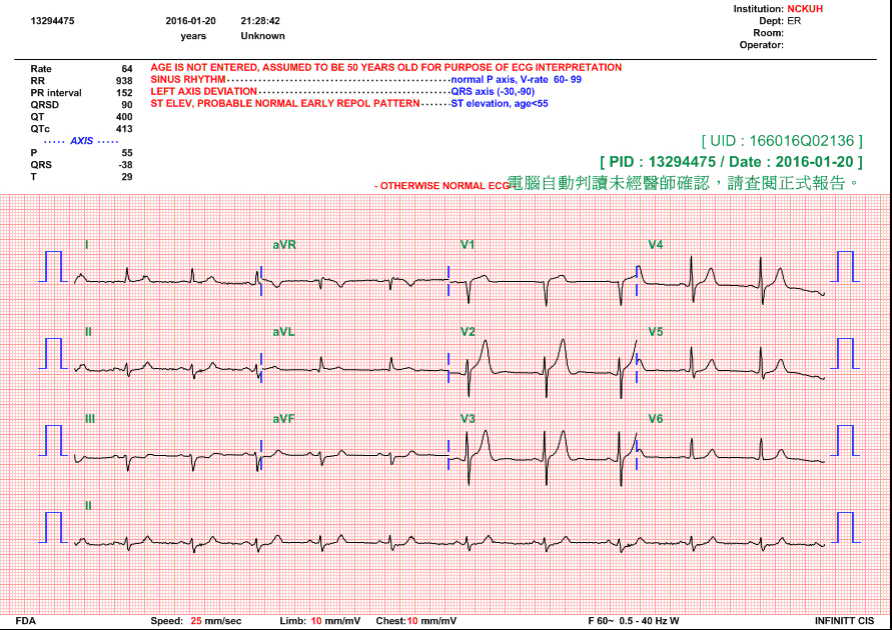 Institution: NCKUH
13294475 2016-01-20 21:28:42 Dept: ER
Room:
years Unknown
Operator:
Rate 64 AGE IS NOT ENTERED, ASSUMED TO BE 50 YEARS OLD FOR PURPOSE OF ECG INTERPRETATION
RR 938 SINUS RHYTHM normal P axis, V-rate 60- 99
PR interval 152 LEFT AXIS DEVIATION QRS axis (-30,-90)
QRSD 90 ST ELEV, PROBABLE NORMAL EARLY REPOL PATTERN ST elevation, age<55
QT 400
QTc 413
AXIS
P 55
QRS -38
T 29
[ UID : 166016Q02136 ]
[ PID : 13294475 / Date : 2016-01-20 ]
- OTHERWISE NORMAL ECG 電腦自動判讀未經醫師確認，請查閱正式報告。
I aVR V1 V4
II aVL V2 V5
III aVF V3 V6
II
FDA Speed: 25 mm/sec Limb: 10 mm/mV Chest: 10 mm/mV F 60~ 0.5 - 40 Hz W INFINITT CIS